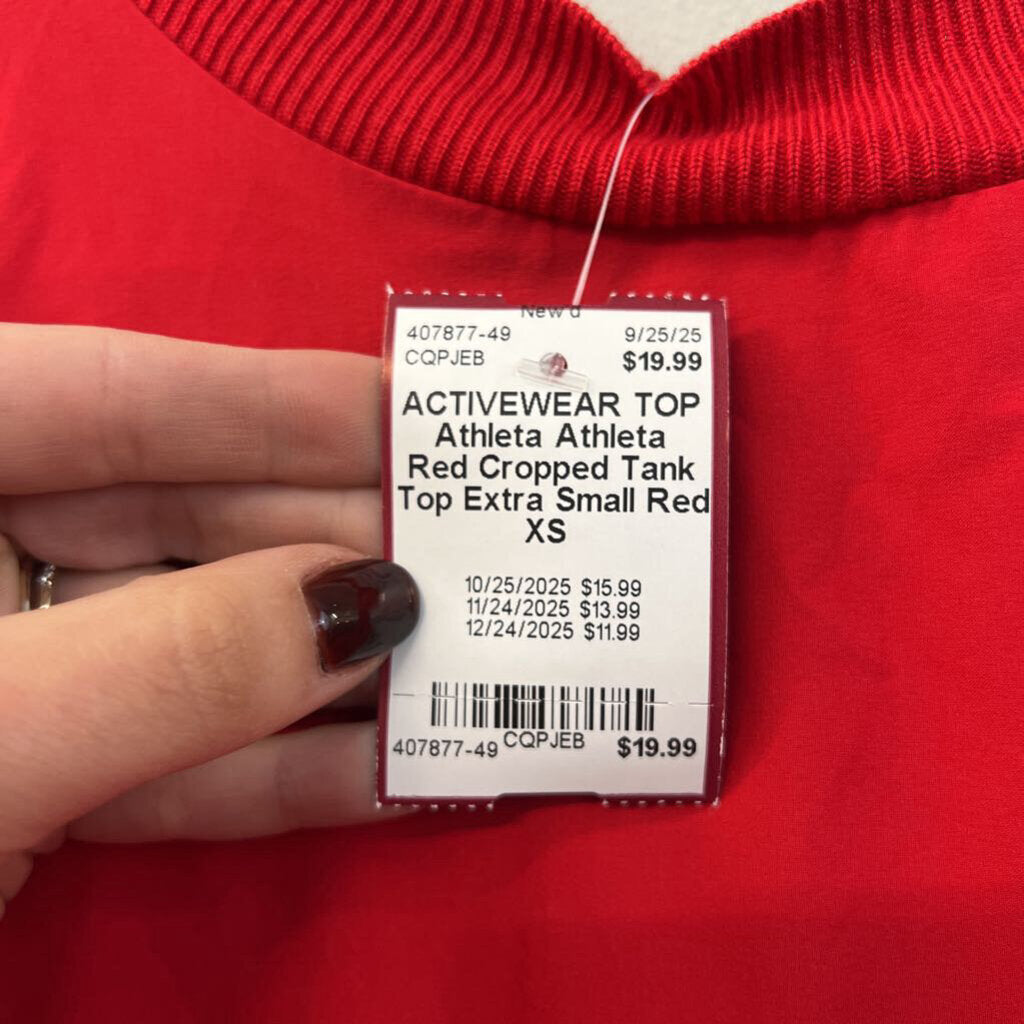 New'd
407877-49 9/25/25
CQPJEB $19.99
ACTIVEWEAR TOP
Athleta Athleta
Red Cropped Tank
Top Extra Small Red
XS
10/25/2025 $15.99
11/24/2025 $13.99
12/24/2025 $11.99
407877-49 CQPJEB $19.99